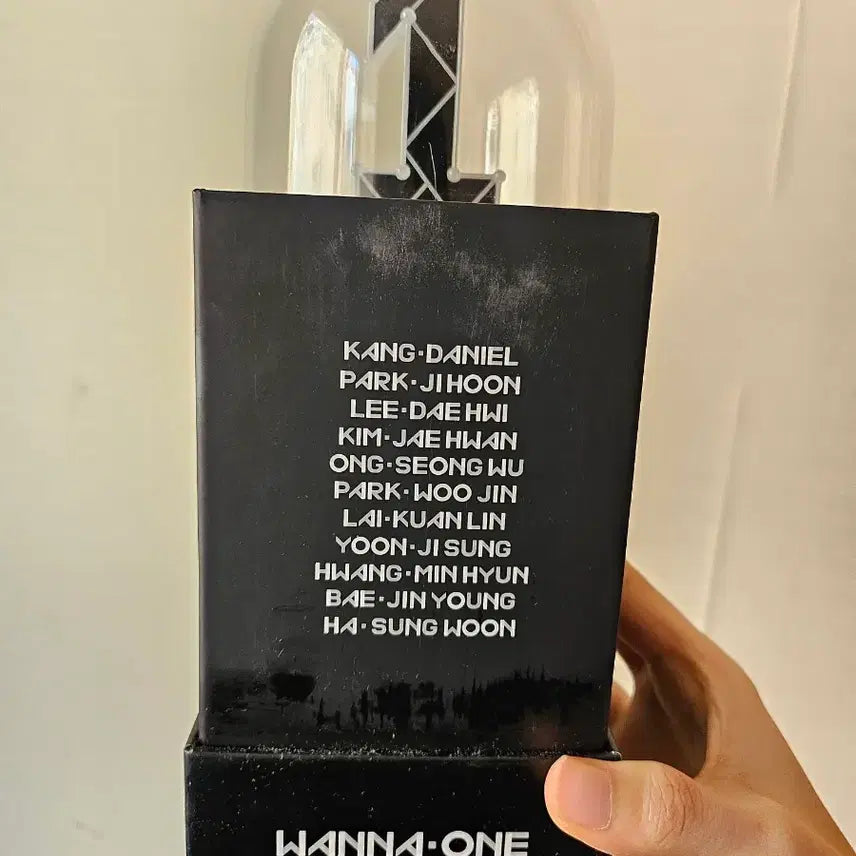 KANG·DANIEL
PARK·JI HOON
LEE·DAE HWI
KIM·JAE HWAN
ONG·SEONG WU
PARK·WOO JIN
LAI·KUAN LIN
YOON·JI SUNG
HWANG·MIN HYUN
BAE·JIN YOUNG
HA·SUNG WOON
WANNA·ONE